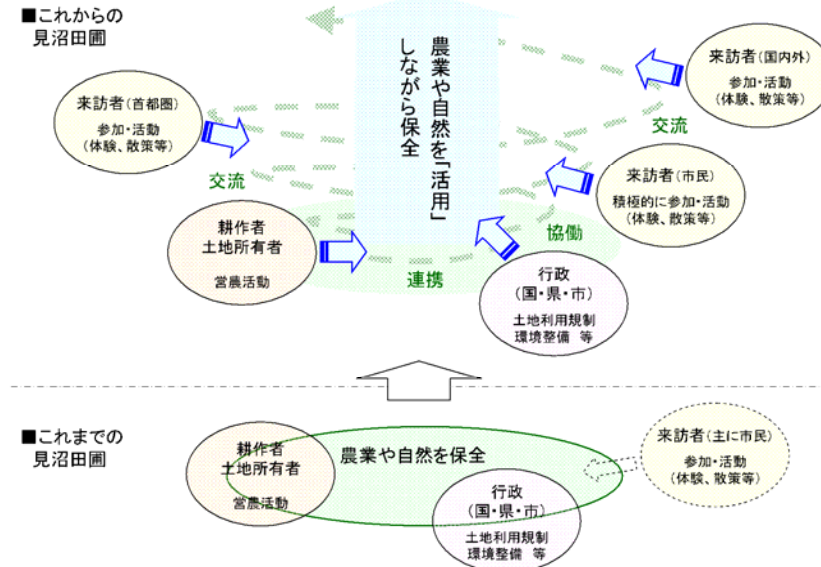 ■これからの
見沼田圃
農業や自然を「活用」
しながら保全
来訪者(国内外)
参加・活動
(体験、散策等)
来訪者(首都圏)
参加・活動
(体験、散策等)
交流
交流
来訪者(市民)
積極的に参加・活動
(体験、散策等)
耕作者
土地所有者
営農活動
協働
連携
行政
(国・県・市)
土地利用規制
環境整備 等
■これまでの
見沼田圃
耕作者
土地所有者
営農活動
農業や自然を保全
行政
(国・県・市)
土地利用規制
環境整備 等
来訪者(主に市民)
参加・活動
(体験、散策等)